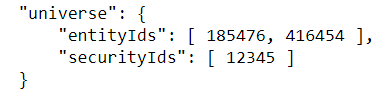 "universe": {
    "entityIds": [ 185476, 416454 ],
    "securityIds": [ 12345 ]
}